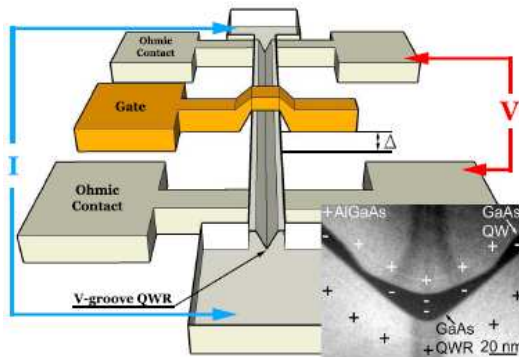 Ohmic
Contact
Gate
Δ
V
I
Ohmic
Contact
V-groove QWR
+AlGaAs
GaAs
QW
GaAs
QWR
20 nm